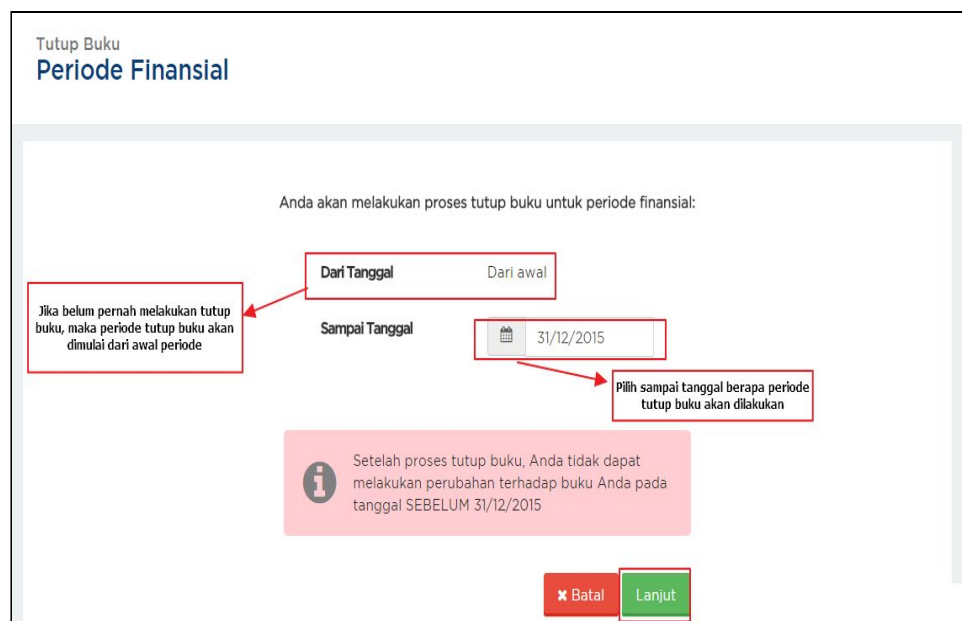 Tutup Buku
Periode Finansial
Anda akan melakukan proses tutup buku untuk periode finansial:
Dari Tanggal Dari awal
Jika belum pernah melakukan tutup
buku, maka periode tutup buku akan
dimulai dari awal periode
Sampai Tanggal 31/12/2015
Pilih sampai tanggal berapa periode
tutup buku akan dilakukan
Setelah proses tutup buku, Anda tidak dapat
melakukan perubahan terhadap buku Anda pada
tanggal SEBELUM 31/12/2015
Batal Lanjut